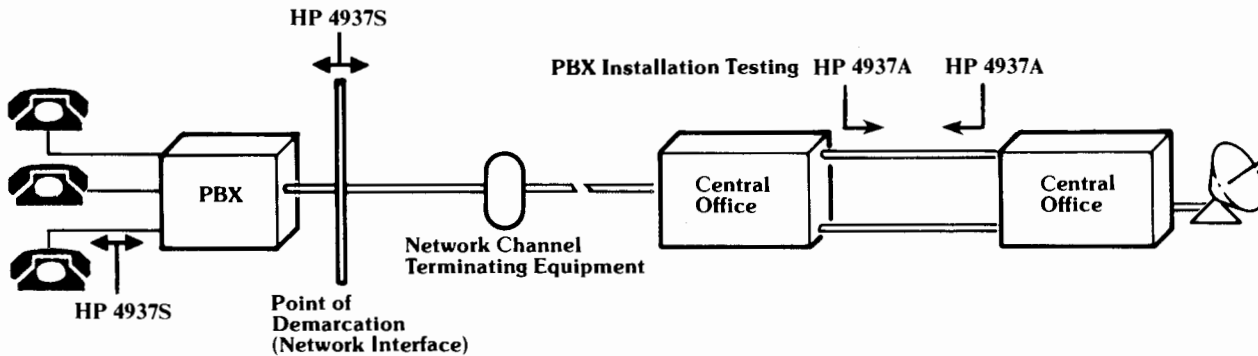 HP 4937S
PBX Installation Testing HP 4937A HP 4937A
PBX
Central
Office
Central
Office
Network Channel
Terminating Equipment
HP 4937S
Point of
Demarcation
(Network Interface)